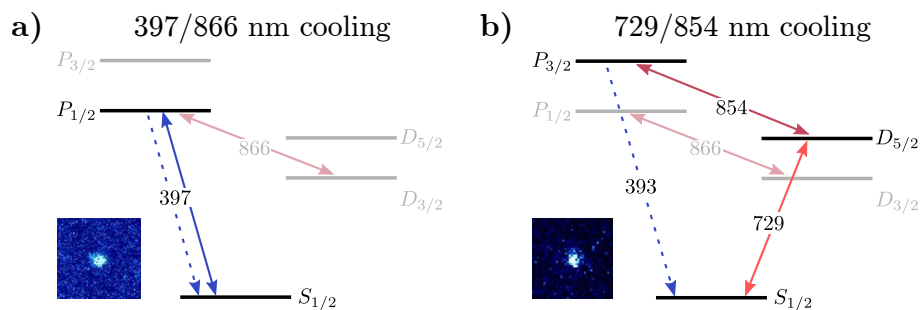 a) 397/866 nm cooling
P3/2
P1/2
D5/2
866
D3/2
397
S1/2
b) 729/854 nm cooling
P3/2
854
P1/2
D5/2
866
393
D3/2
729
S1/2